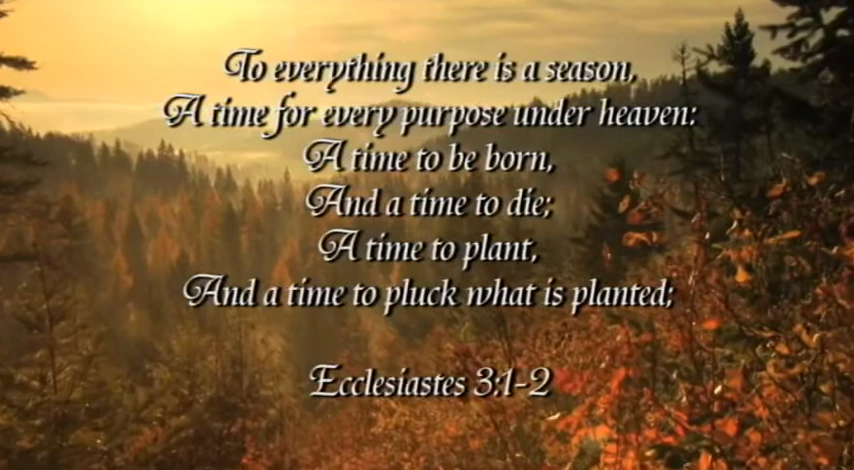 To everything there is a season,
A time for every purpose under heaven:
A time to be born,
And a time to die;
A time to plant,
And a time to pluck what is planted;
Ecclesiastes 3:1-2